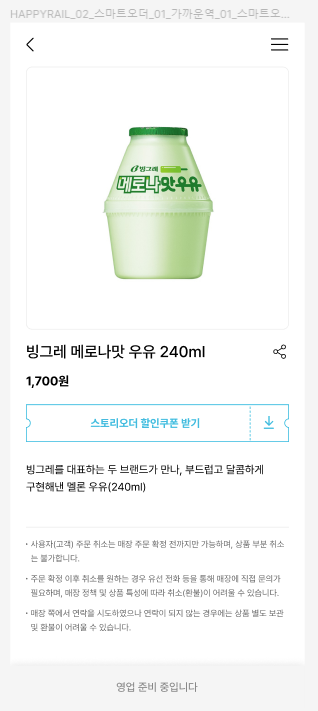 HAPPYRAIL_02_스마트오더_01_가까운역_01_스마트오...
빙그레
메로나맛우유
빙그레 메로나맛 우유 240ml
1,700원
스토리오더 할인쿠폰 받기
빙그레를 대표하는 두 브랜드가 만나, 부드럽고 달콤하게
구현해낸 멜론 우유(240ml)
· 사용자(고객) 주문 취소는 매장 주문 확정 전까지만 가능하며, 상품 부분 취소
는 불가합니다.
· 주문 확정 이후 취소를 원하는 경우 유선 전화 등을 통해 매장에 직접 문의가
필요하며, 매장 정책 및 상품 특성에 따라 취소(환불)이 어려울 수 있습니다.
· 매장 쪽에서 연락을 시도하였으나 연락이 되지 않는 경우에는 상품 별도 보관
및 환불이 어려울 수 있습니다.
영업 준비 중입니다